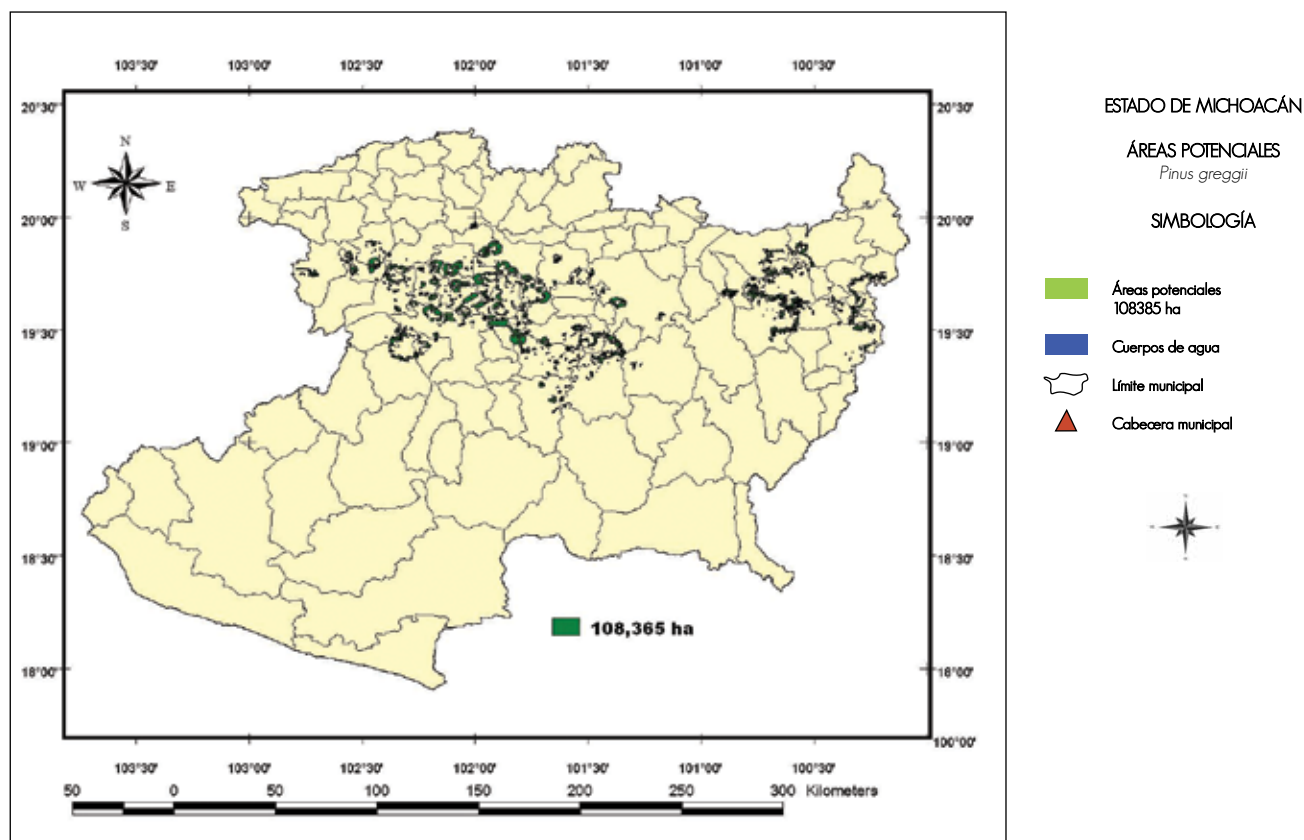 103°30' 103°00' 102°30' 102°00' 101°30' 101°00' 100°30'
20°30' 20°30'
N
W E
S
20°00' 20°00'
19°30' 19°30'
19°00' 19°00'
18°30' 18°30'
108,365 ha
18°00' 18°00'
100°00'
103°30' 103°00' 102°30' 102°00' 101°30' 101°00' 100°30'
50 0 50 100 150 200 250 300 Kilometers
ESTADO DE MICHOACÁN
ÁREAS POTENCIALES
Pinus greggii
SIMBOLOGÍA
Áreas potenciales
108385 ha
Cuerpos de agua
Límite municipal
Cabecera municipal